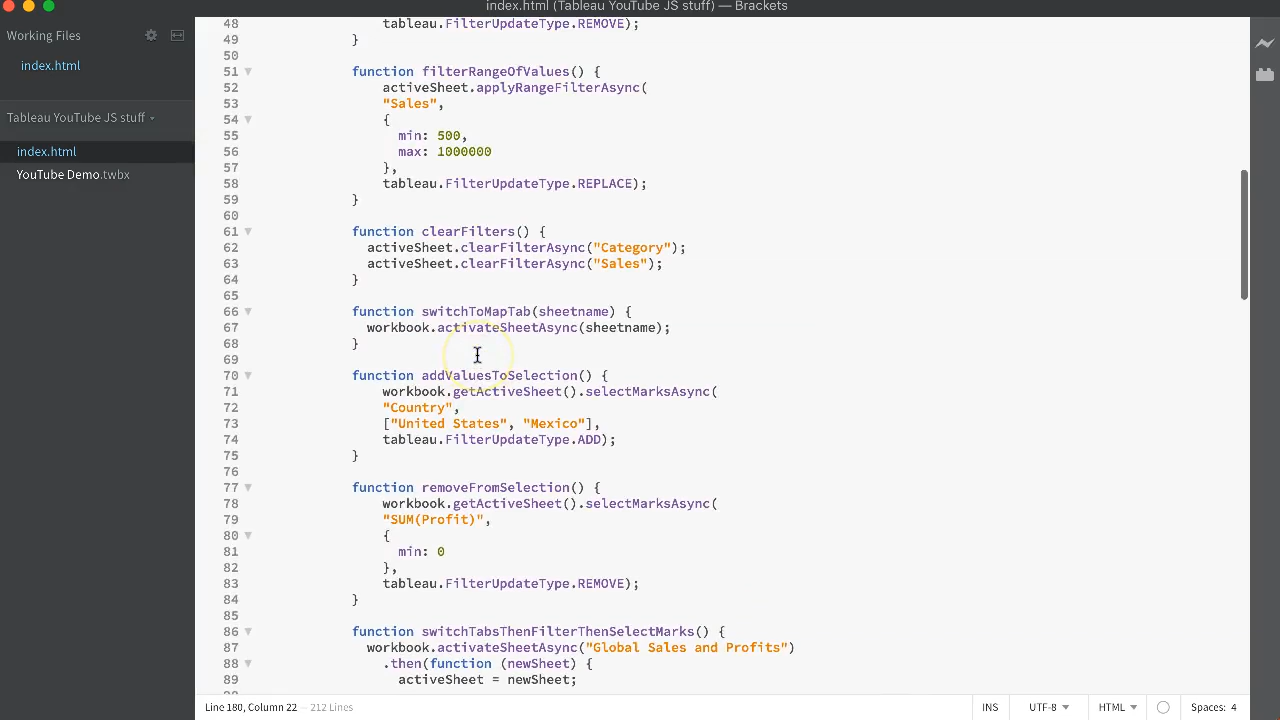 index.html (Tableau YouTube JS stuff) — Brackets
Working Files
index.html
Tableau YouTube JS stuff
index.html
YouTube Demo.twbx
48 tableau.FilterUpdateType.REMOVE);
49 }
50
51 function filterRangeOfValues() {
52 activeSheet.applyRangeFilterAsync(
53 "Sales",
54 {
55 min: 500,
56 max: 1000000
57 },
58 tableau.FilterUpdateType.REPLACE);
59 }
60
61 function clearFilters() {
62 activeSheet.clearFilterAsync("Category");
63 activeSheet.clearFilterAsync("Sales");
64 }
65
66 function switchToMapTab(sheetname) {
67 workbook.activateSheetAsync(sheetname);
68 }
69
70 function addValuesToSelection() {
71 workbook.getActiveSheet().selectMarksAsync(
72 "Country",
73 ["United States", "Mexico"],
74 tableau.FilterUpdateType.ADD);
75 }
76
77 function removeFromSelection() {
78 workbook.getActiveSheet().selectMarksAsync(
79 "SUM(Profit)",
80 {
81 min: 0
82 },
83 tableau.FilterUpdateType.REMOVE);
84 }
85
86 function switchTabsThenFilterThenSelectMarks() {
87 workbook.activateSheetAsync("Global Sales and Profits")
88 .then(function (newSheet) {
89 activeSheet = newSheet;
Line 180, Column 22 — 212 Lines
INS
UTF-8
HTML
Spaces: 4